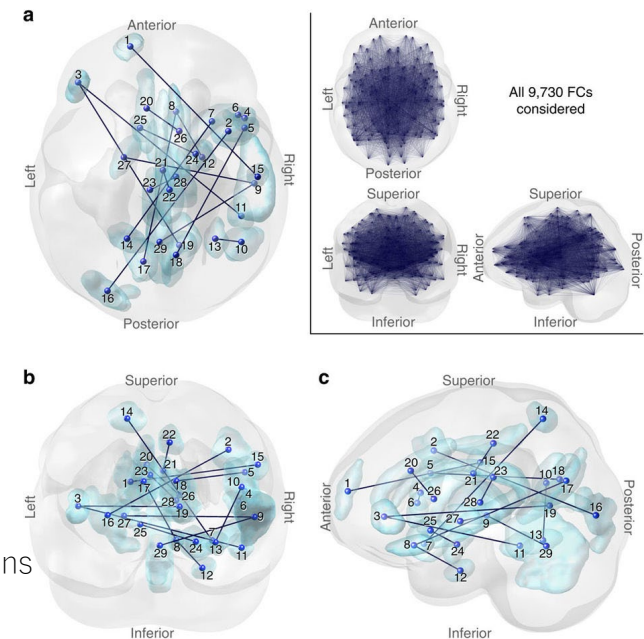 a
Anterior
1
3
20
8
7
6
4
25
2
5
26
27
24
12
21
15
23
28
9
22
11
14
29
19
13
10
17
18
16
Left
Right
Posterior
Anterior
Left
Right
Posterior
All 9,730 FCs
considered
Superior
Left
Right
Inferior
Superior
Anterior
Posterior
Inferior
b
Superior
14
22
2
20
21
15
23
5
1
17
10
18
26
4
3
28
6
19
16
27
9
25
7
29
8
24
13
11
12
Left
Right
Inferior
ns
c
Superior
14
2
22
20
5
15
1
21
23
10
18
17
4
26
6
28
19
3
27
9
16
25
13
8
7
24
11
29
12
Anterior
Posterior
Inferior